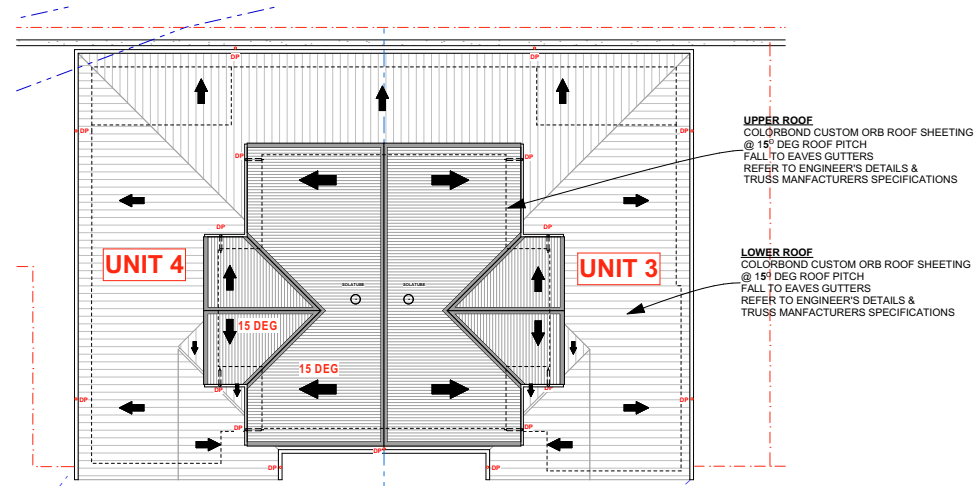 DP
DP
DP
DP
DP
DP
DP
DP
UPPER ROOF
COLORBOND CUSTOM ORB ROOF SHEETING
@ 15° DEG ROOF PITCH
FALL TO EAVES GUTTERS
REFER TO ENGINEER'S DETAILS &
TRUSS MANFACTURERS SPECIFICATIONS
UNIT 4
UNIT 3
LOWER ROOF
COLORBOND CUSTOM ORB ROOF SHEETING
@ 15° DEG ROOF PITCH
FALL TO EAVES GUTTERS
REFER TO ENGINEER'S DETAILS &
TRUSS MANFACTURERS SPECIFICATIONS
SOLATUBE
SOLATUBE
15 DEG
15 DEG
DP
DP
DP
DP
DP
DP
DP
DP
DP